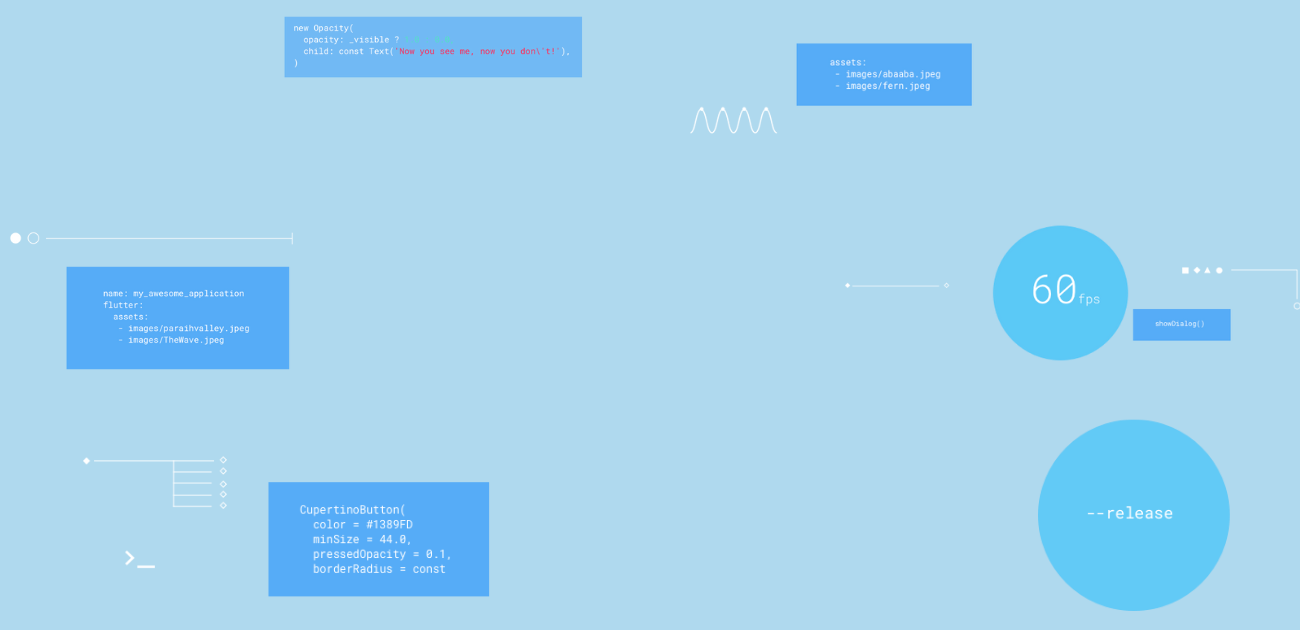 new Opacity(
opacity: _visible ? 1.0 : 0.0
child: const Text('Now you see me, now you don\'t!'),
)
assets:
- images/abaaba.jpeg
- images/fern.jpeg
name: my_awesome_application
flutter:
assets:
- images/paraihvalley.jpeg
- images/TheWave.jpeg
60fps
showDialog()
CupertinoButton(
color = #1389FD
minSize = 44.0,
pressedOpacity = 0.1,
borderRadius = const
>_
--release